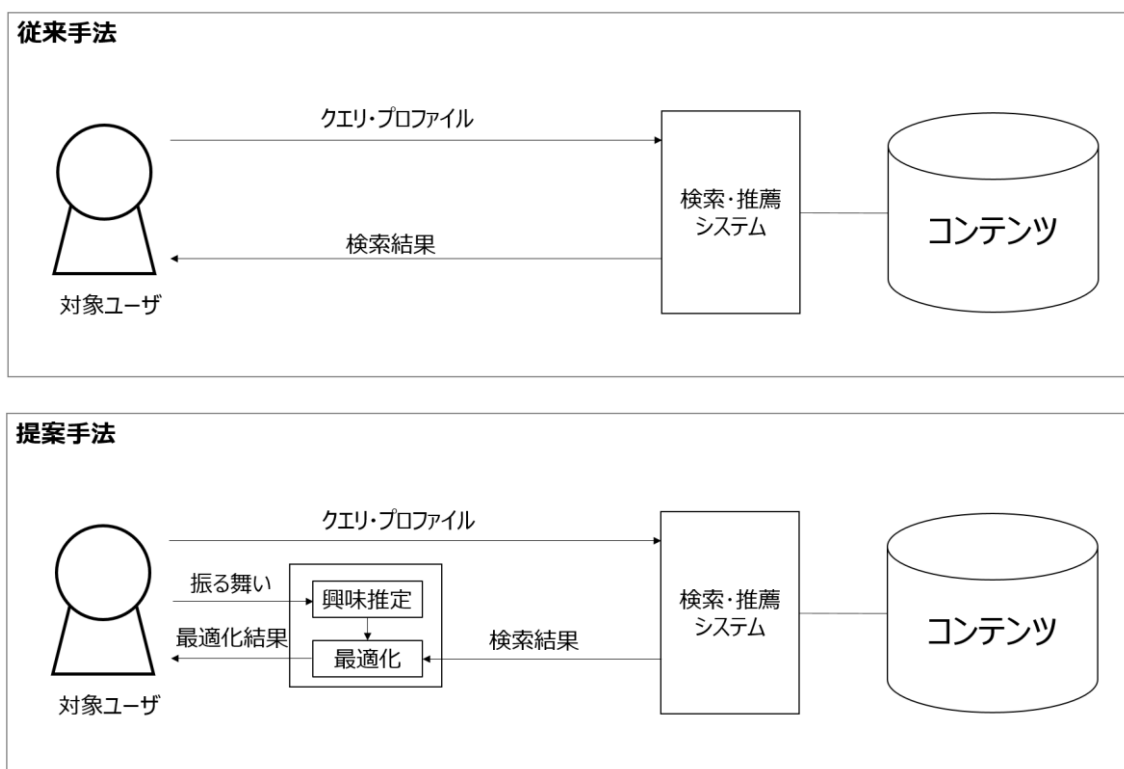 従来手法
クエリ・プロファイル
検索・推薦
システム
コンテンツ
検索結果
対象ユーザ
提案手法
クエリ・プロファイル
振る舞い
興味推定
検索・推薦
システム
コンテンツ
最適化結果
最適化
検索結果
対象ユーザ